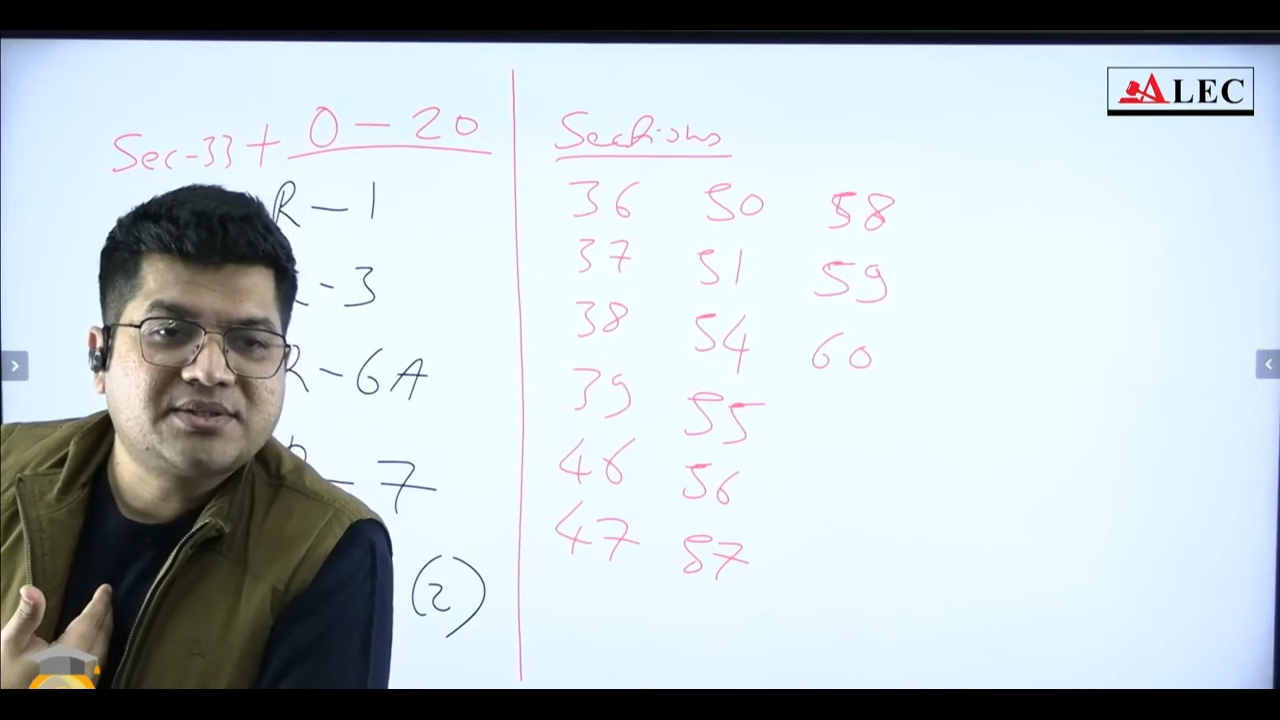 ALEC
Sec-33 + 0-20
R-1
-3
R-6A
-7
(2)
Sections
36 50 58
37 51 59
38 54 60
39 55
46 56
47 57